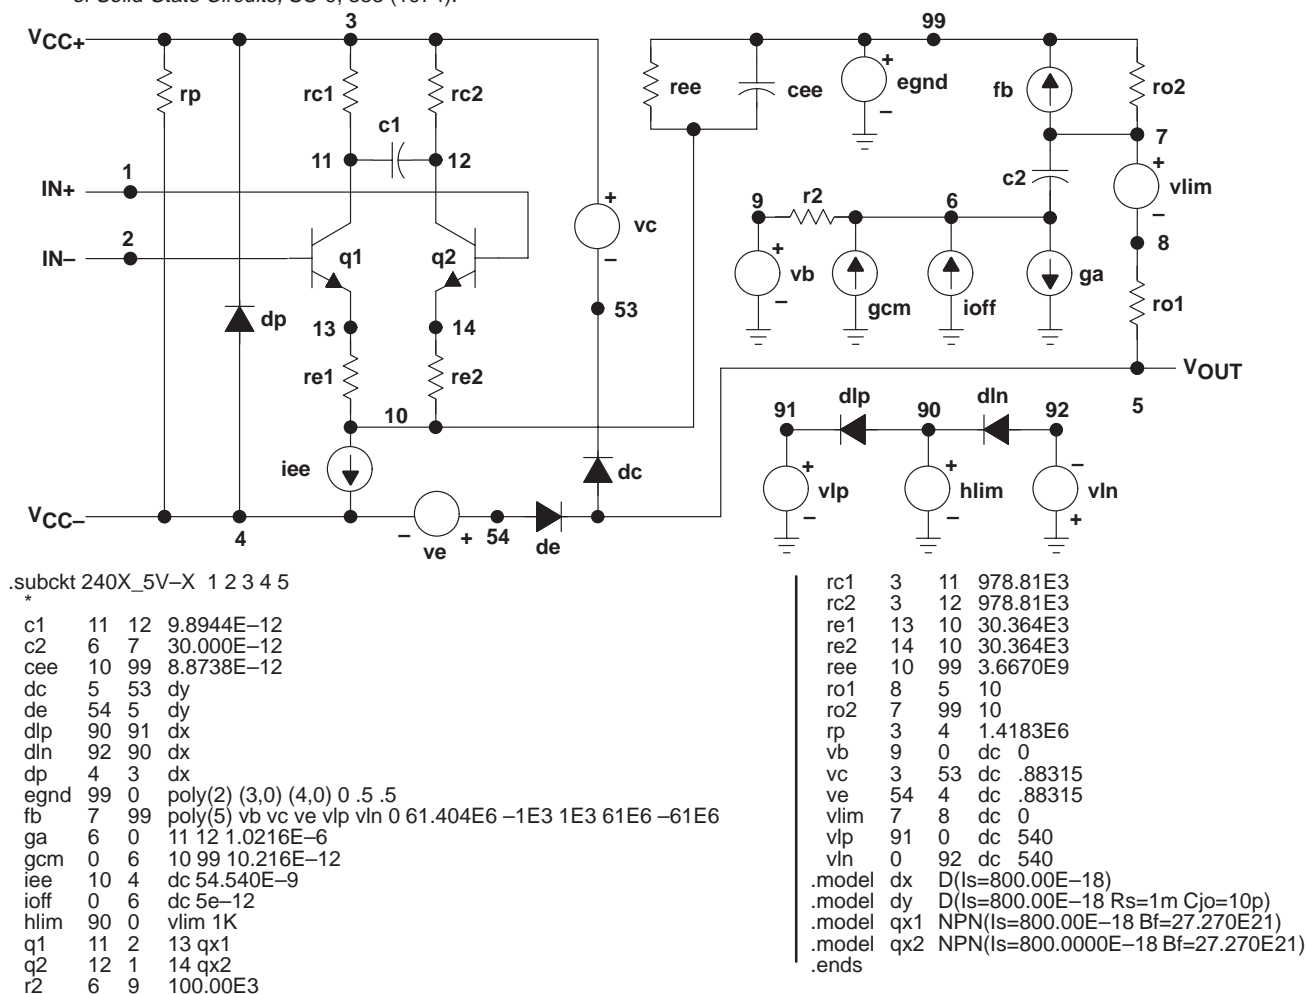 of Solid-State Circuits,
3
99
VCC+
rp
rc1
rc2
ree
cee
+
egnd
–
fb
ro2
c1
11
12
7
c2
+
vlim
–
1
IN+
2
IN–
+
vc
–
9
r2
6
8
q1
q2
+
vb
–
gcm
ioff
ga
ro1
53
dp
13
14
re1
re2
VOUT
10
5
dlp
dln
91
90
92
iee
dc
+
vlp
–
+
hlim
–
–
vln
+
VCC–
4
–
ve
+
54
de
.subckt 240X_5V–X 1 2 3 4 5
*
c1 11 12 9.8944E–12
c2 6 7 30.000E–12
cee 10 99 8.8738E–12
dc 5 53 dy
de 54 5 dy
dlp 90 91 dx
dln 92 90 dx
dp 4 3 dx
egnd 99 0 poly(2) (3,0) (4,0) 0 .5 .5
fb 7 99 poly(5) vb vc ve vlp vln 0 61.404E6 –1E3 1E3 61E6 –61E6
ga 6 0 11 12 1.0216E–6
gcm 0 6 10 99 10.216E–12
iee 10 4 dc 54.540E–9
ioff 0 6 dc 5e–12
hlim 90 0 vlim 1K
q1 11 2 13 qx1
q2 12 1 14 qx2
r2 6 9 100.00E3
rc1 3 11 978.81E3
rc2 3 12 978.81E3
re1 13 10 30.364E3
re2 14 10 30.364E3
ree 10 99 3.6670E9
ro1 8 5 10
ro2 7 99 10
rp 3 4 1.4183E6
vb 9 0 dc 0
vc 3 53 dc .88315
ve 54 4 dc .88315
vlim 7 8 dc 0
vlp 91 0 dc 540
vln 0 92 dc 540
.model dx D(Is=800.00E–18)
.model dy D(Is=800.00E–18 Rs=1m Cjo=10p)
.model qx1 NPN(Is=800.00E–18 Bf=27.270E21)
.model qx2 NPN(Is=800.0000E–18 Bf=27.270E21)
.ends